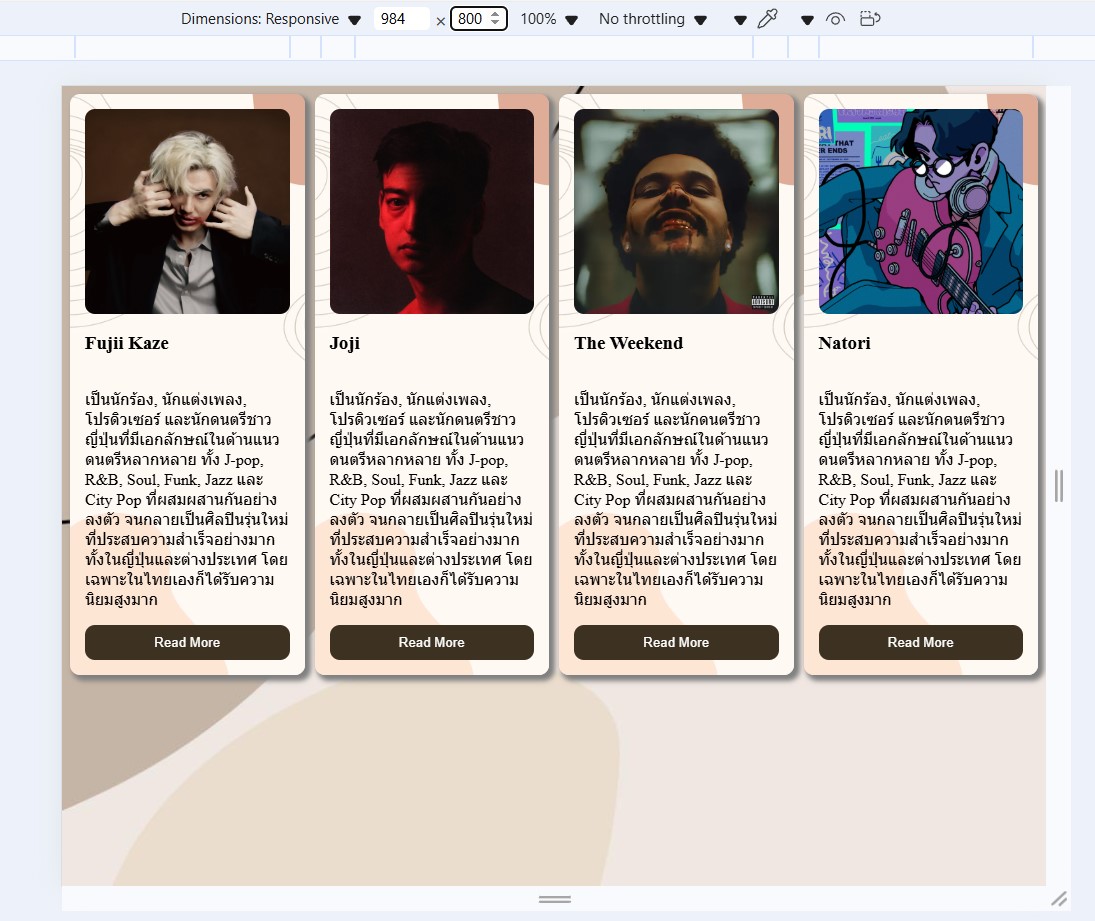 Dimensions: Responsive 984 × 800 100% No throttling
THAT
ER ENDS
Fujii Kaze
เป็นนักร้อง, นักแต่งเพลง,
โปรดิวเซอร์ และนักดนตรีชาว
ญี่ปุ่นที่มีเอกลักษณ์ในด้านแนว
ดนตรีหลากหลาย ทั้ง J-pop,
R&B, Soul, Funk, Jazz และ
City Pop ที่ผสมผสานกันอย่าง
ลงตัว จนกลายเป็นศิลปินรุ่นใหม่
ที่ประสบความสำเร็จอย่างมาก
ทั้งในญี่ปุ่นและต่างประเทศ โดย
เฉพาะในไทยเองก็ได้รับความ
นิยมสูงมาก
Read More
Joji
เป็นนักร้อง, นักแต่งเพลง,
โปรดิวเซอร์ และนักดนตรีชาว
ญี่ปุ่นที่มีเอกลักษณ์ในด้านแนว
ดนตรีหลากหลาย ทั้ง J-pop,
R&B, Soul, Funk, Jazz และ
City Pop ที่ผสมผสานกันอย่าง
ลงตัว จนกลายเป็นศิลปินรุ่นใหม่
ที่ประสบความสำเร็จอย่างมาก
ทั้งในญี่ปุ่นและต่างประเทศ โดย
เฉพาะในไทยเองก็ได้รับความ
นิยมสูงมาก
Read More
The Weekend
เป็นนักร้อง, นักแต่งเพลง,
โปรดิวเซอร์ และนักดนตรีชาว
ญี่ปุ่นที่มีเอกลักษณ์ในด้านแนว
ดนตรีหลากหลาย ทั้ง J-pop,
R&B, Soul, Funk, Jazz และ
City Pop ที่ผสมผสานกันอย่าง
ลงตัว จนกลายเป็นศิลปินรุ่นใหม่
ที่ประสบความสำเร็จอย่างมาก
ทั้งในญี่ปุ่นและต่างประเทศ โดย
เฉพาะในไทยเองก็ได้รับความ
นิยมสูงมาก
Read More
Natori
เป็นนักร้อง, นักแต่งเพลง,
โปรดิวเซอร์ และนักดนตรีชาว
ญี่ปุ่นที่มีเอกลักษณ์ในด้านแนว
ดนตรีหลากหลาย ทั้ง J-pop,
R&B, Soul, Funk, Jazz และ
City Pop ที่ผสมผสานกันอย่าง
ลงตัว จนกลายเป็นศิลปินรุ่นใหม่
ที่ประสบความสำเร็จอย่างมาก
ทั้งในญี่ปุ่นและต่างประเทศ โดย
เฉพาะในไทยเองก็ได้รับความ
นิยมสูงมาก
Read More